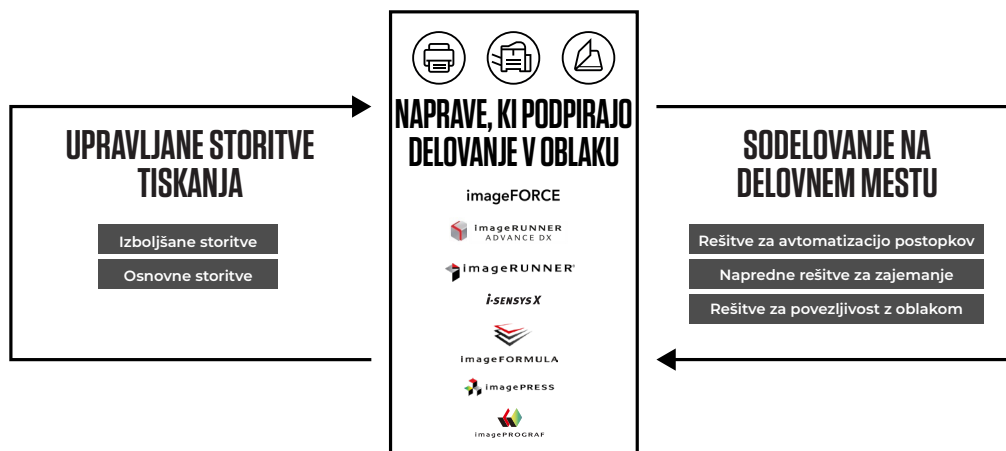 UPRAVLJANE STORITVE
TISKANJA
Izboljšane storitve
Osnovne storitve
NAPRAVE, KI PODPIRAJO
DELOVANJE V OBLAKU
imageFORCE
imageRUNNER
ADVANCE DX
imageRUNNER
i-SENSYS X
imageFORMULA
imagePRESS
imagePROGRAF
SODELOVANJE NA
DELOVNEM MESTU
Rešitve za avtomatizacijo postopkov
Napredne rešitve za zajemanje
Rešitve za povezljivost z oblakom